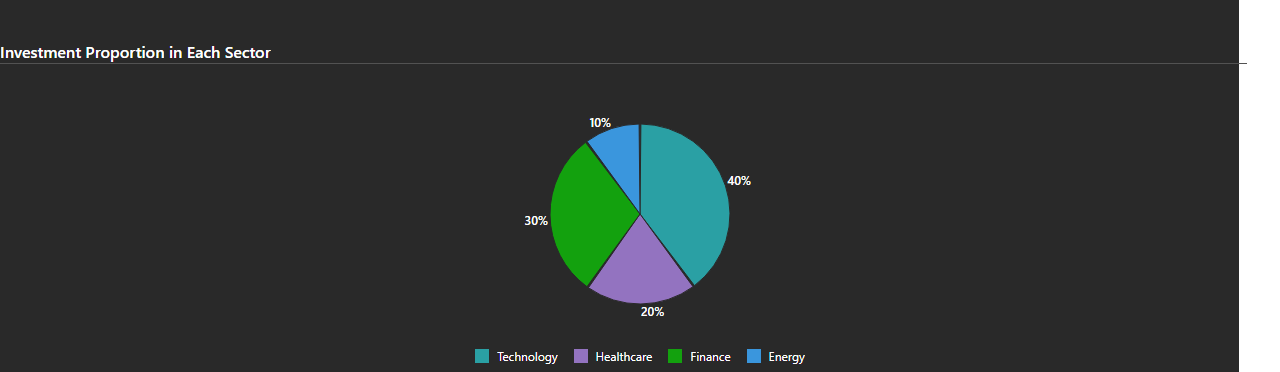 Investment Proportion in Each Sector
10%
40%
30%
20%
Technology Healthcare Finance Energy